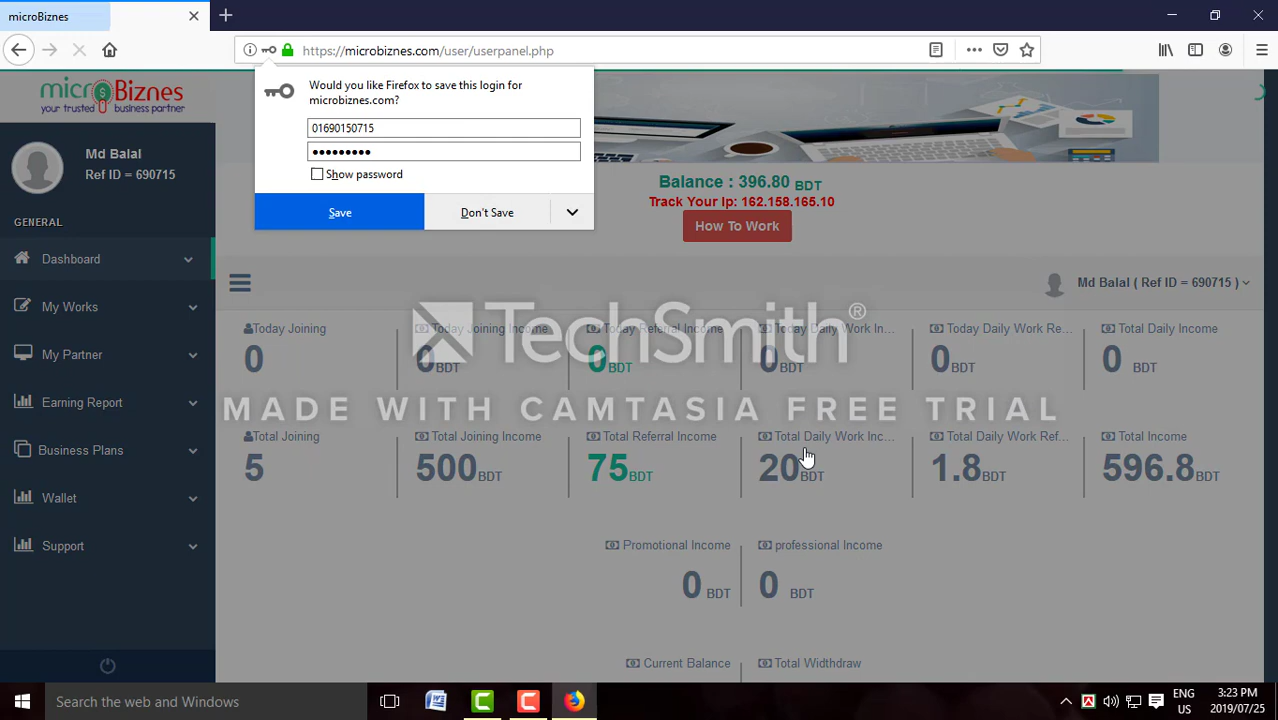 microBiznes
https://microbiznes.com/user/userpanel.php
micrBiznes
your trusted business partner
Would you like Firefox to save this login for
microbiznes.com?
01690150715
•••••••••
Show password
Save
Don't Save
Md Balal
Ref ID = 690715
Balance : 396.80 BDT
Track Your Ip: 162.158.165.10
How To Work
GENERAL
Dashboard
My Works
My Partner
Earning Report
Business Plans
Wallet
Support
Md Balal ( Ref ID = 690715 )
Today Joining
0
Today Joining Income
0 BDT
Today Referral Income
0 BDT
Today Daily Work In...
0 BDT
Today Daily Work Re...
0 BDT
Total Daily Income
0 BDT
TechSmith®
MADE WITH CAMTASIA FREE TRIAL
Total Joining
5
Total Joining Income
500 BDT
Total Referral Income
75 BDT
Total Daily Work Inc...
20 BDT
Total Daily Work Ref...
1.8 BDT
Total Income
596.8 BDT
Promotional Income
0 BDT
professional Income
0 BDT
Current Balance
Total Widthdraw
Search the web and Windows
ENG
US
3:23 PM
2019/07/25